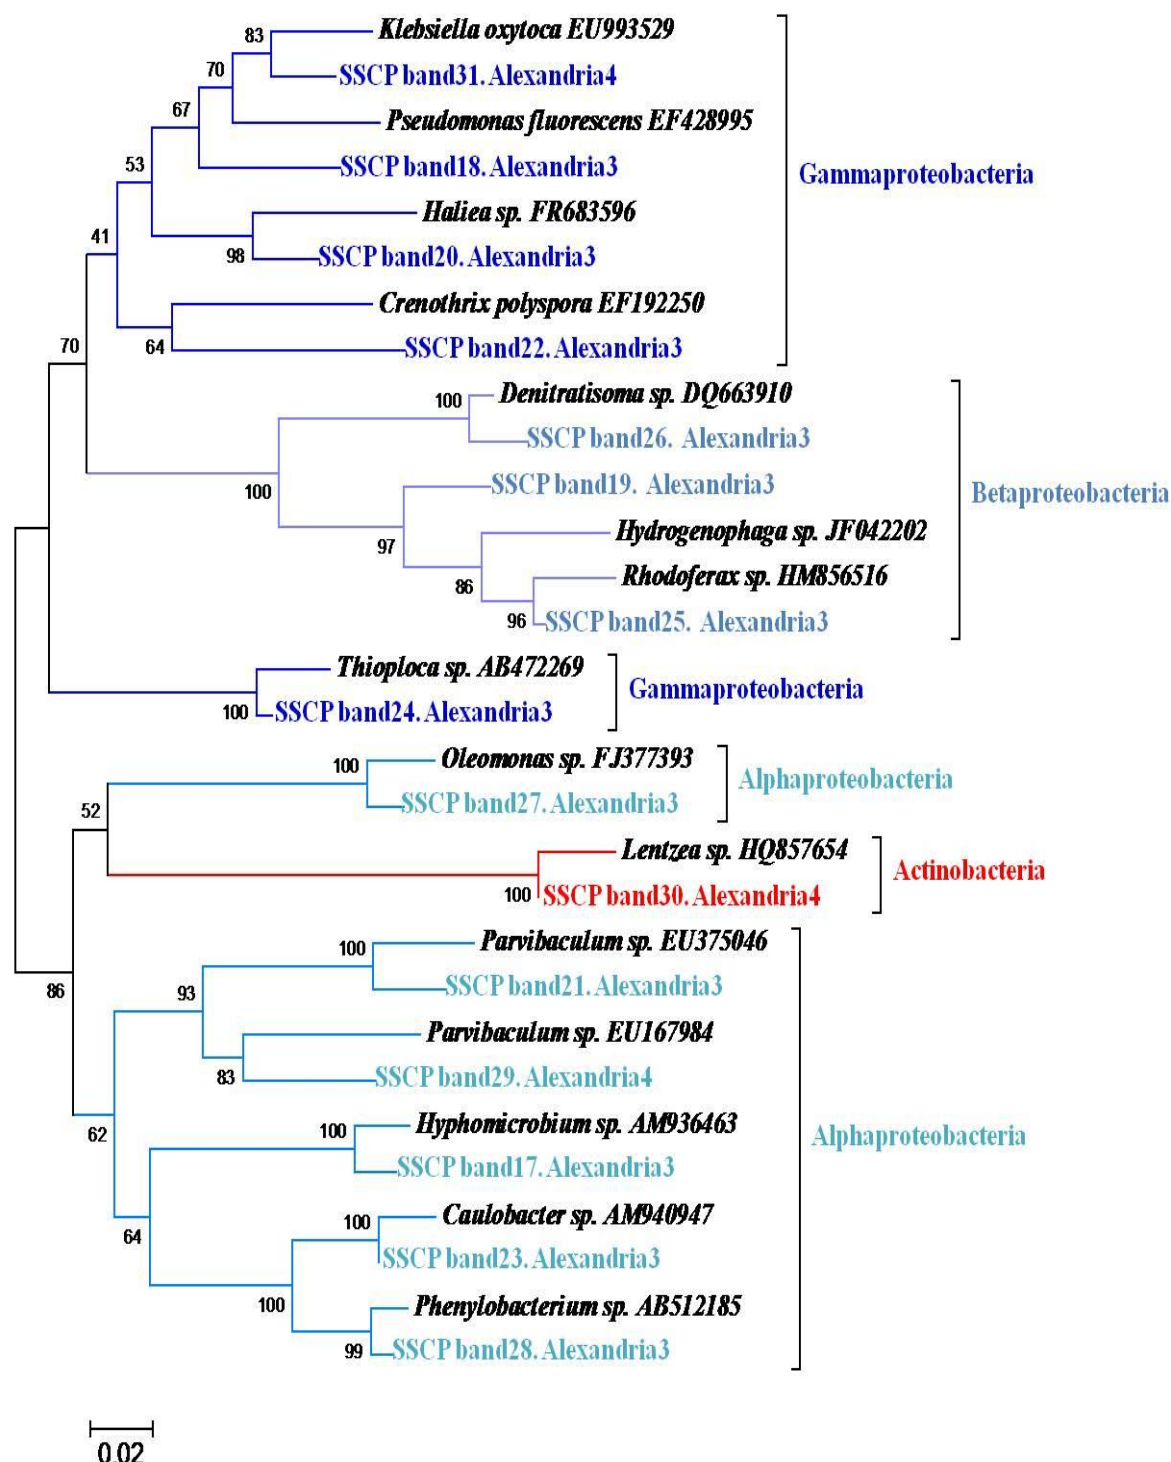 83
Klebsiella oxytoca EU993529
70
SSCP band31. Alexandria4
67
Pseudomonas fluorescens EF428995
53
SSCP band18. Alexandria3
Gammaproteobacteria
Haliea sp. FR683596
41
98
SSCP band20. Alexandria3
Crenothrix polyspora EF192250
70
64
SSCP band22. Alexandria3
100
Denitratisoma sp. DQ663910
SSCP band26. Alexandria3
100
SSCP band19. Alexandria3
Betaproteobacteria
97
Hydrogenophaga sp. JF042202
86
Rhodoferax sp. HM856516
96
SSCP band25. Alexandria3
Thioploca sp. AB472269
Gammaproteobacteria
100
SSCP band24. Alexandria3
100
Oleomonas sp. FJ377393
Alphaproteobacteria
52
SSCP band27. Alexandria3
Lentzea sp. HQ857654
Actinobacteria
100
SSCP band30. Alexandria4
100
Parvibaculum sp. EU375046
86
93
SSCP band21. Alexandria3
Parvibaculum sp. EU167984
83
SSCP band29. Alexandria4
62
100
Hyphomicrobium sp. AM936463
Alphaproteobacteria
SSCP band17. Alexandria3
64
100
Caulobacter sp. AM940947
SSCP band23. Alexandria3
100
Phenylobacterium sp. AB512185
99
SSCP band28. Alexandria3
0.02